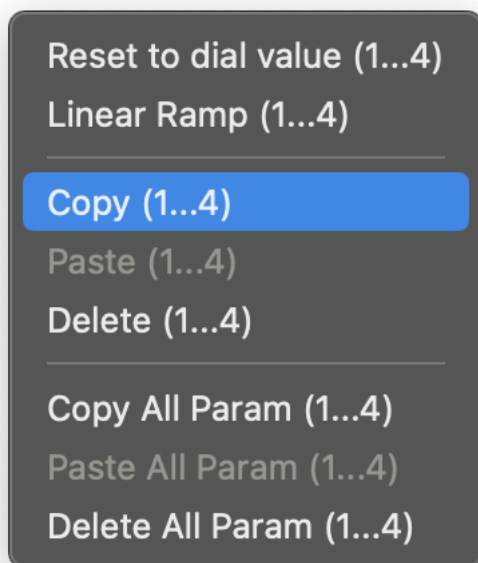 Reset to dial value (1...4)
Linear Ramp (1...4)
Copy (1...4)
Paste (1...4)
Delete (1...4)
Copy All Param (1...4)
Paste All Param (1...4)
Delete All Param (1...4)